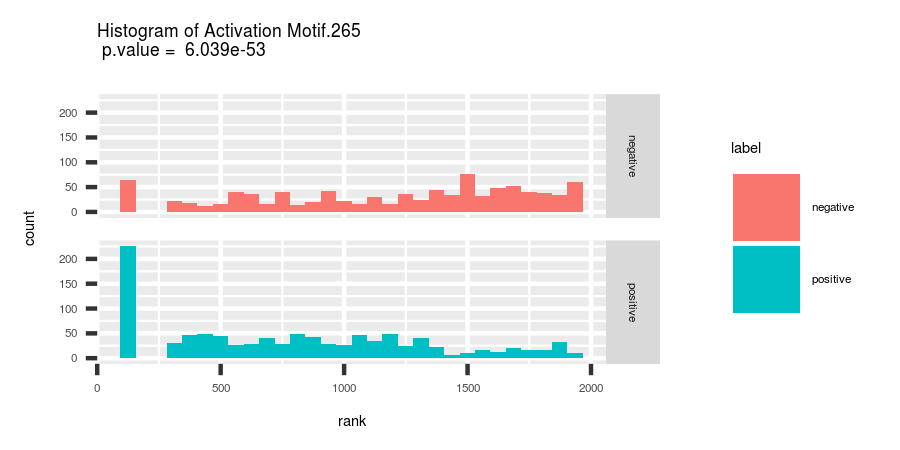 Histogram of Activation Motif.265
p.value = 6.039e-53
count
200
150
100
50
0
negative
200
150
100
50
0
positive
0 500 1000 1500 2000
rank
label
negative
positive